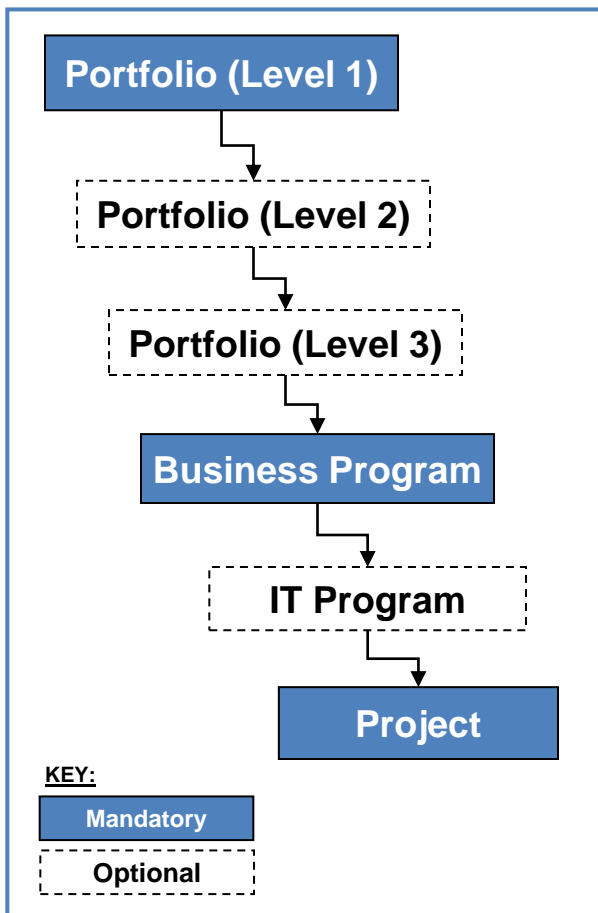 Portfolio (Level 1)
Portfolio (Level 2)
Portfolio (Level 3)
Business Program
IT Program
Project
KEY:
Mandatory
Optional